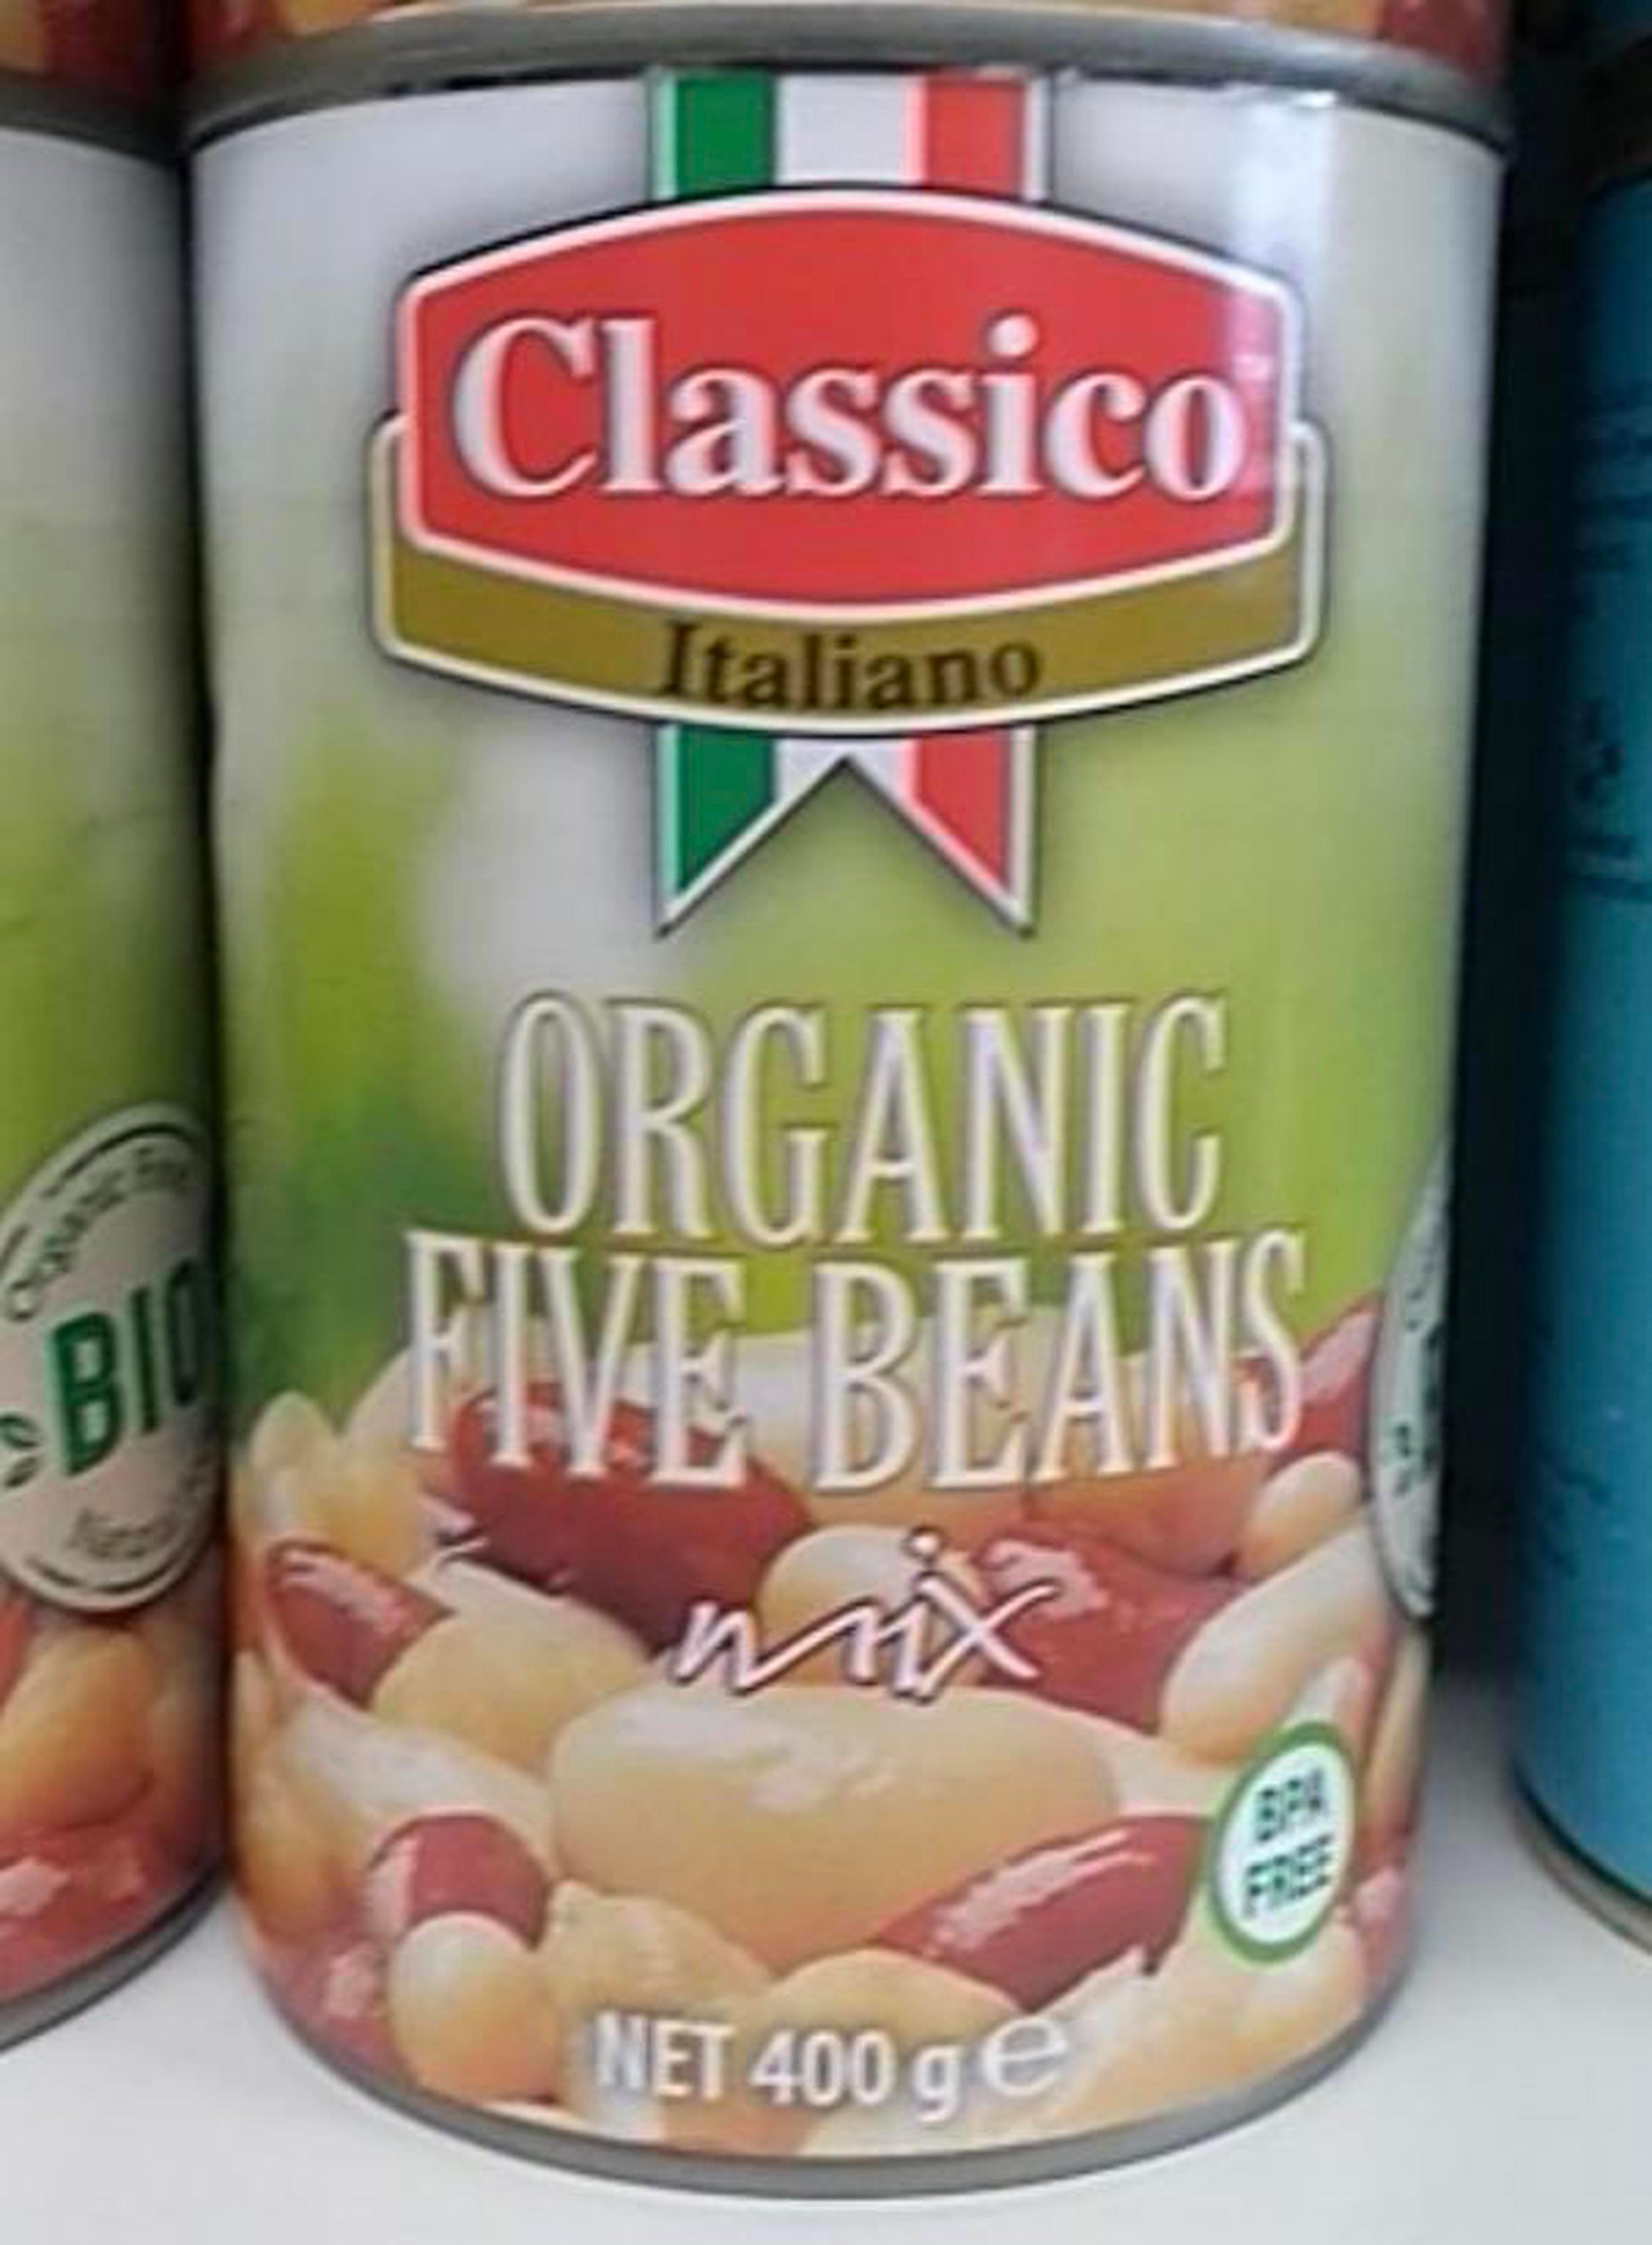 Classico
Italiano
ORGANIC
FIVE BEANS
mix
BPA
FREE
NET 400 g e
BIO